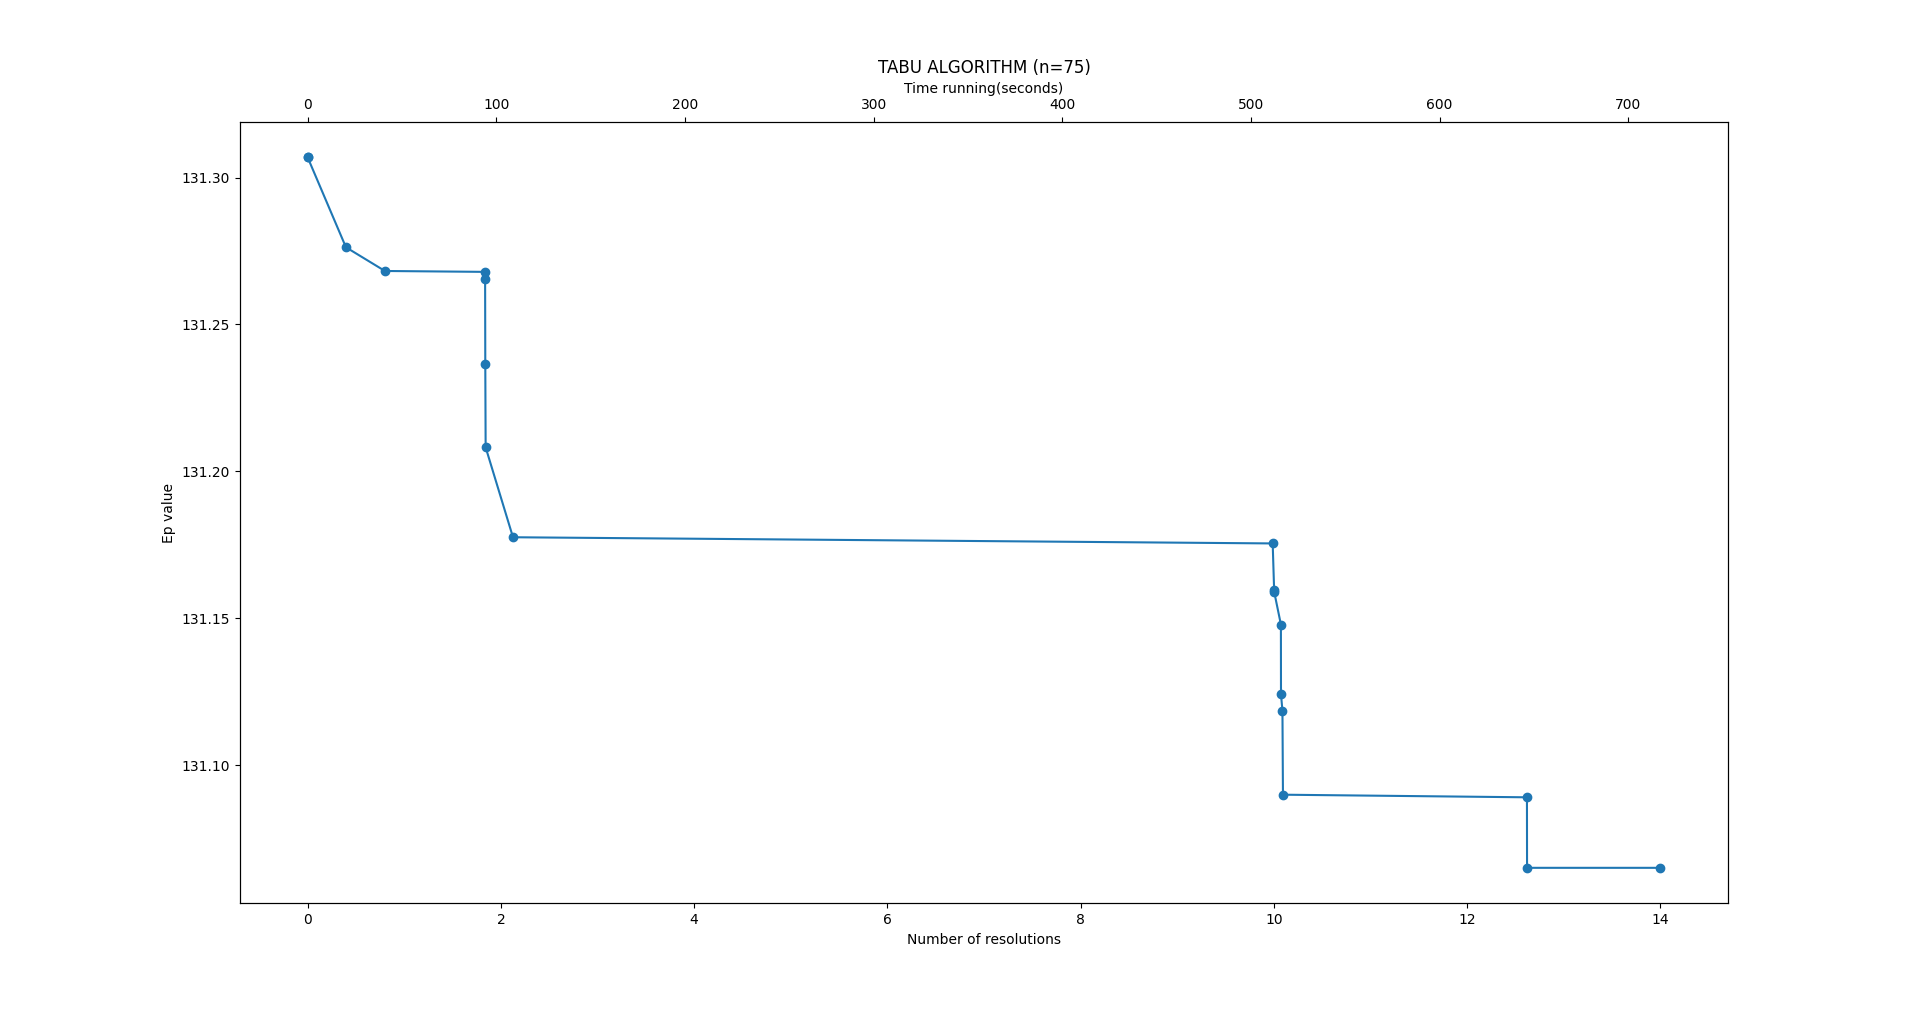 TABU ALGORITHM (n=75)
Time running(seconds)
0 100 200 300 400 500 600 700
131.30
131.25
131.20
131.15
131.10
Ep value
0 2 4 6 8 10 12 14
Number of resolutions